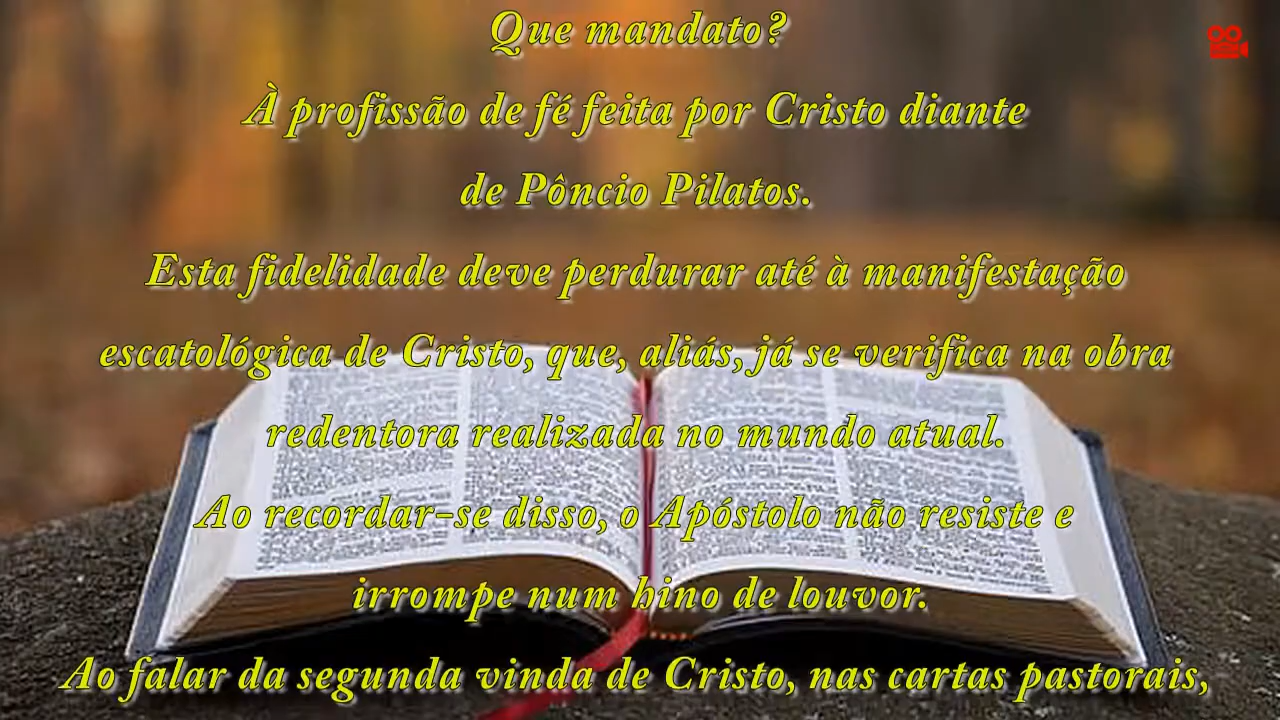 Que mandato?
À profissão de fé feita por Cristo diante
de Pôncio Pilatos.
Esta fidelidade deve perdurar até à manifestação
escatológica de Cristo, que, aliás, já se verifica na obra
redentora realizada no mundo atual.
Ao recordar-se disso, o Apóstolo não resiste e
irrompe num hino de louvor.
Ao falar da segunda vinda de Cristo, nas cartas pastorais,